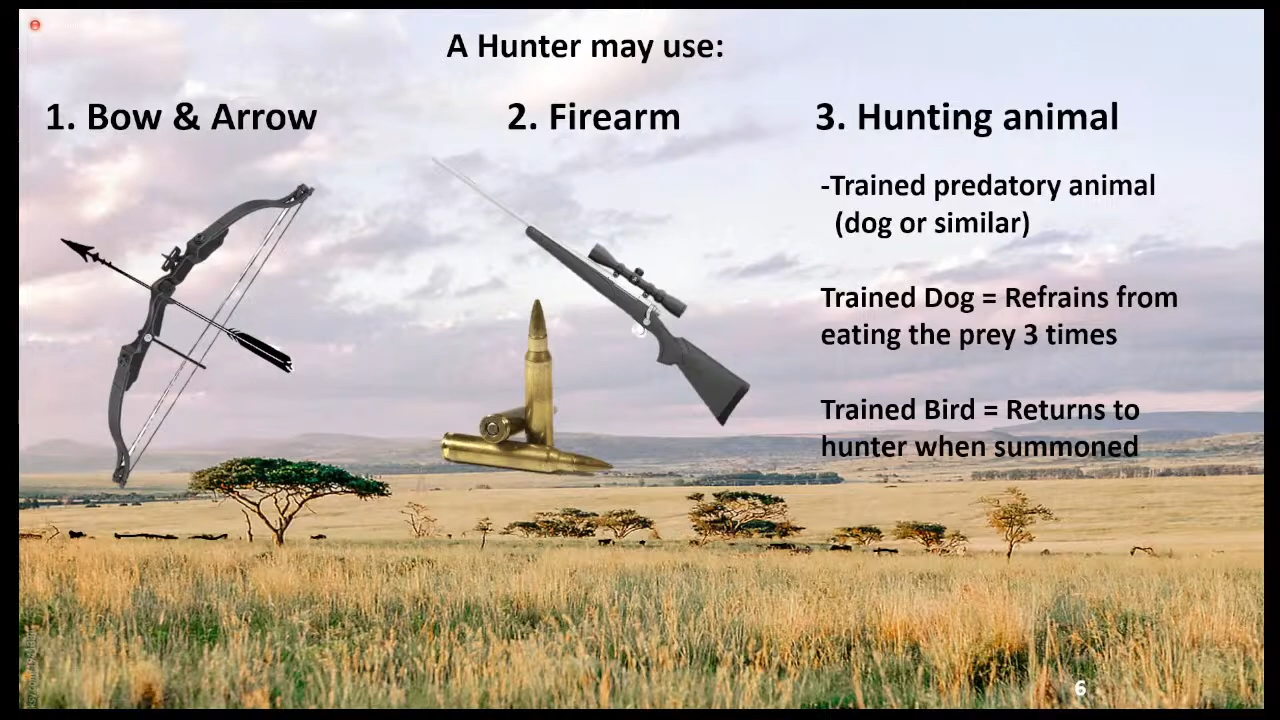 A Hunter may use:
1. Bow & Arrow
2. Firearm
3. Hunting animal
-Trained predatory animal
(dog or similar)
Trained Dog = Refrains from
eating the prey 3 times
Trained Bird = Returns to
hunter when summoned
6